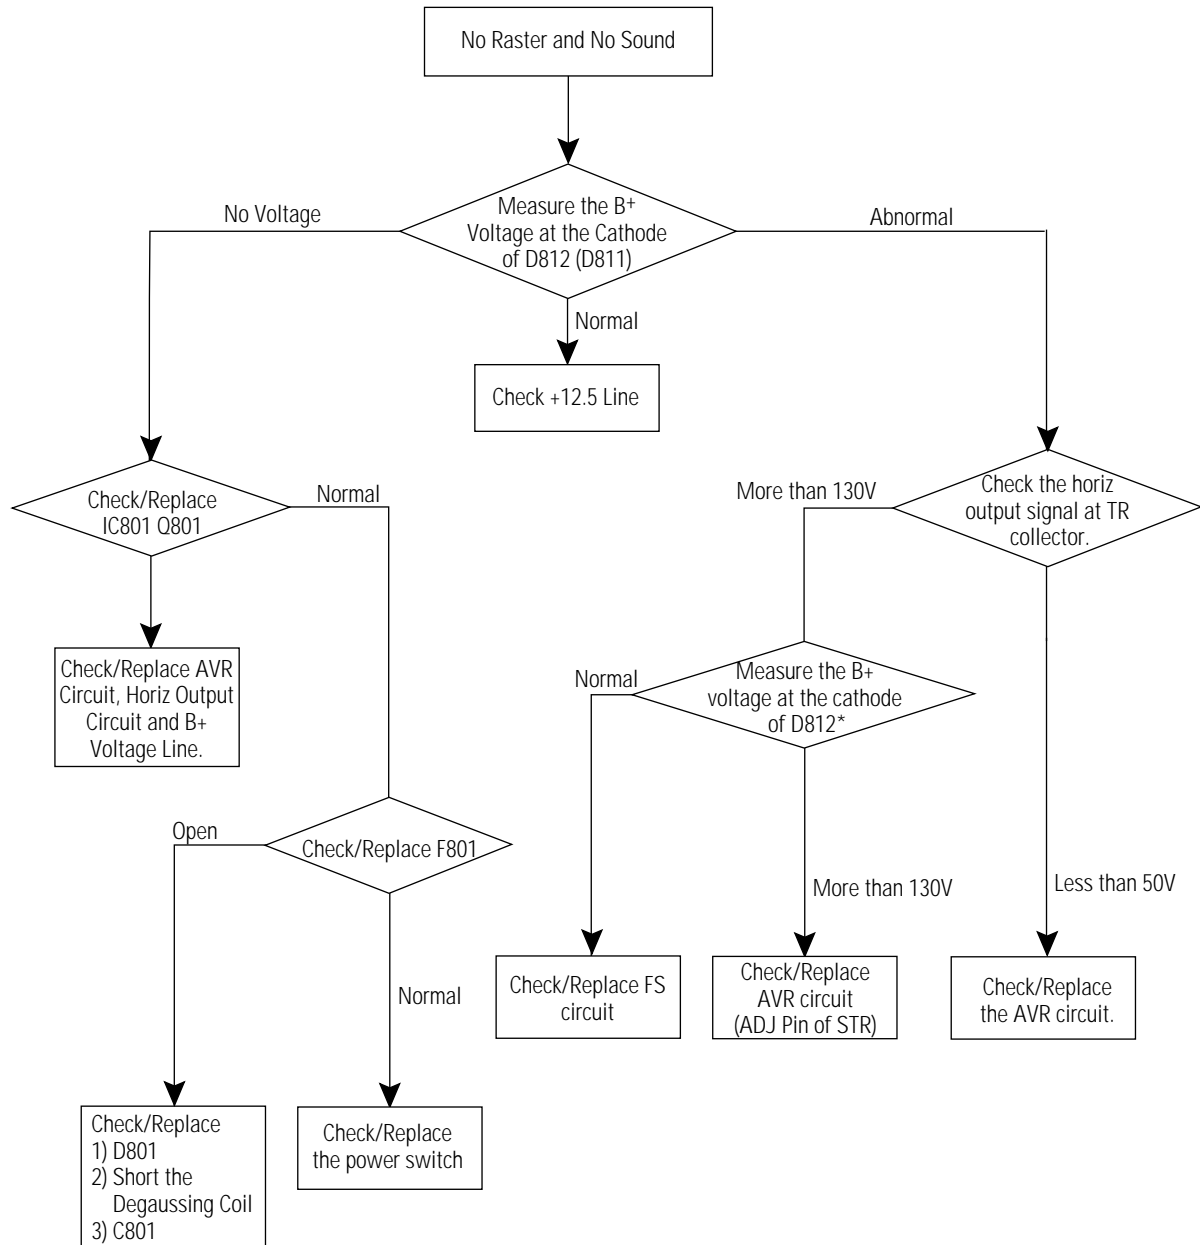 No Raster and No Sound
Measure the B+
Voltage at the Cathode
of D812 (D811)
No Voltage
Abnormal
Normal
Check +12.5 Line
Check/Replace
IC801 Q801
Normal
More than 130V
Check the horiz
output signal at TR
collector.
Check/Replace AVR
Circuit, Horiz Output
Circuit and B+
Voltage Line.
Normal
Measure the B+
voltage at the cathode
of D812*
Open
Check/Replace F801
More than 130V
Less than 50V
Normal
Check/Replace FS
circuit
Check/Replace
AVR circuit
(ADJ Pin of STR)
Check/Replace
the AVR circuit.
Check/Replace
1) D801
2) Short the
Degaussing Coil
3) C801
Check/Replace
the power switch